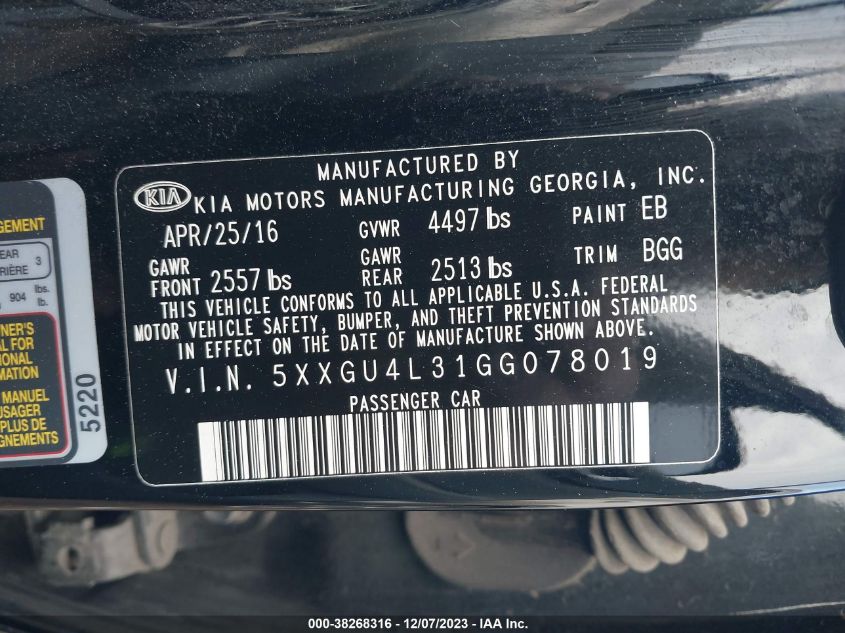 GEMENT
EAR
RIÈRE 3
904 lbs.
lb.
NER'S
AL FOR
IONAL
MATION
MANUEL
USAGER
PLUS DE
GNEMENTS
5220
MANUFACTURED BY
KIA KIA MOTORS MANUFACTURING GEORGIA, INC.
APR/25/16 GVWR 4497 lbs PAINT EB
GAWR FRONT 2557 lbs GAWR REAR 2513 lbs TRIM BGG
THIS VEHICLE CONFORMS TO ALL APPLICABLE U.S.A. FEDERAL
MOTOR VEHICLE SAFETY, BUMPER, AND THEFT PREVENTION STANDARDS
IN EFFECT ON THE DATE OF MANUFACTURE SHOWN ABOVE.
V.I.N. 5XXGU4L31GG078019
PASSENGER CAR
000-38268316 - 12/07/2023 - IAA Inc.